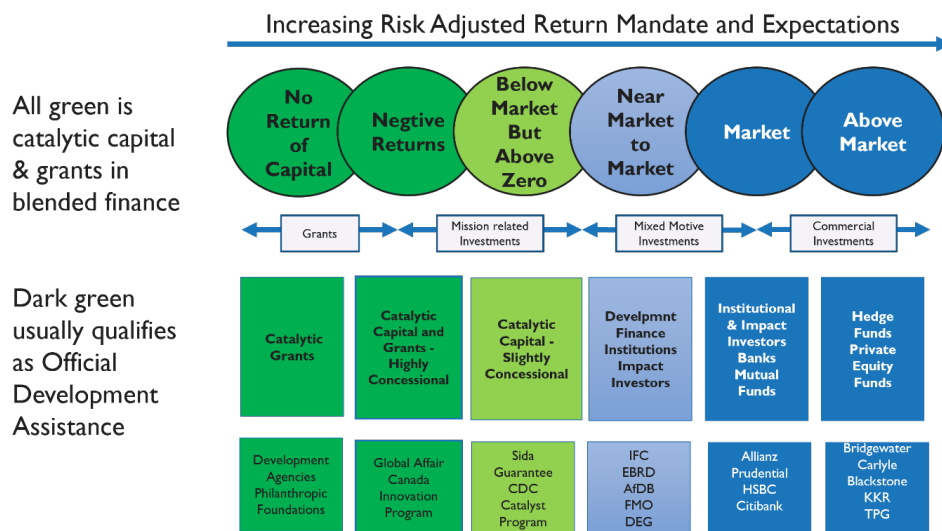 Increasing Risk Adjusted Return Mandate and Expectations
All green is
catalytic capital
& grants in
blended finance
No
Return
of
Capital
Negtive
Returns
Below
Market
But
Above
Zero
Near
Market
to
Market
Market
Above
Market
Grants
Mission related
Investments
Mixed Motive
Investments
Commercial
Investments
Dark green
usually qualifies
as Official
Development
Assistance
Catalytic
Grants
Catalytic
Capital and
Grants -
Highly
Concessional
Catalytic
Capital -
Slightly
Concessional
Develpmnt
Finance
Institutions
Impact
Investors
Institutional
& Impact
Investors
Banks
Mutual
Funds
Hedge
Funds
Private
Equity
Funds
Development
Agencies
Philanthropic
Foundations
Global Affair
Canada
Innovation
Program
Sida
Guarantee
CDC
Catalyst
Program
IFC
EBRD
AfDB
FMO
DEG
Allianz
Prudential
HSBC
Citibank
Bridgewater
Carlyle
Blackstone
KKR
TPG